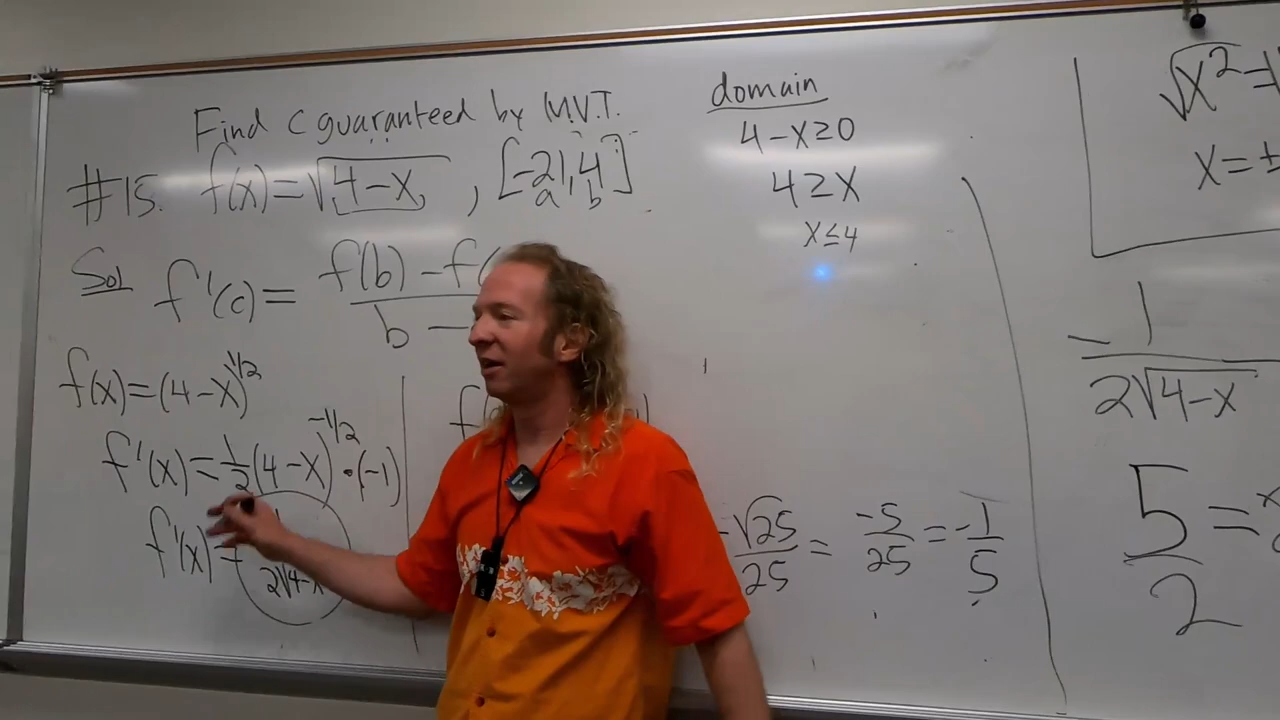 Find c guaranteed by M.V.T.
#15. f(x)=√4-x , [-21,4]
a b
Sol f'(c)= f(b)-f(
b -
f(x)=(4-x)^1/2
f'(x)=1/2(4-x)^-1/2•(-1)
f'(x)=
2√4-x
domain
4-x≥0
4≥x
x≤4
-√25/25 = -5/25 = -1/5
√x²=
x=±
-1/2√4-x
5/2=